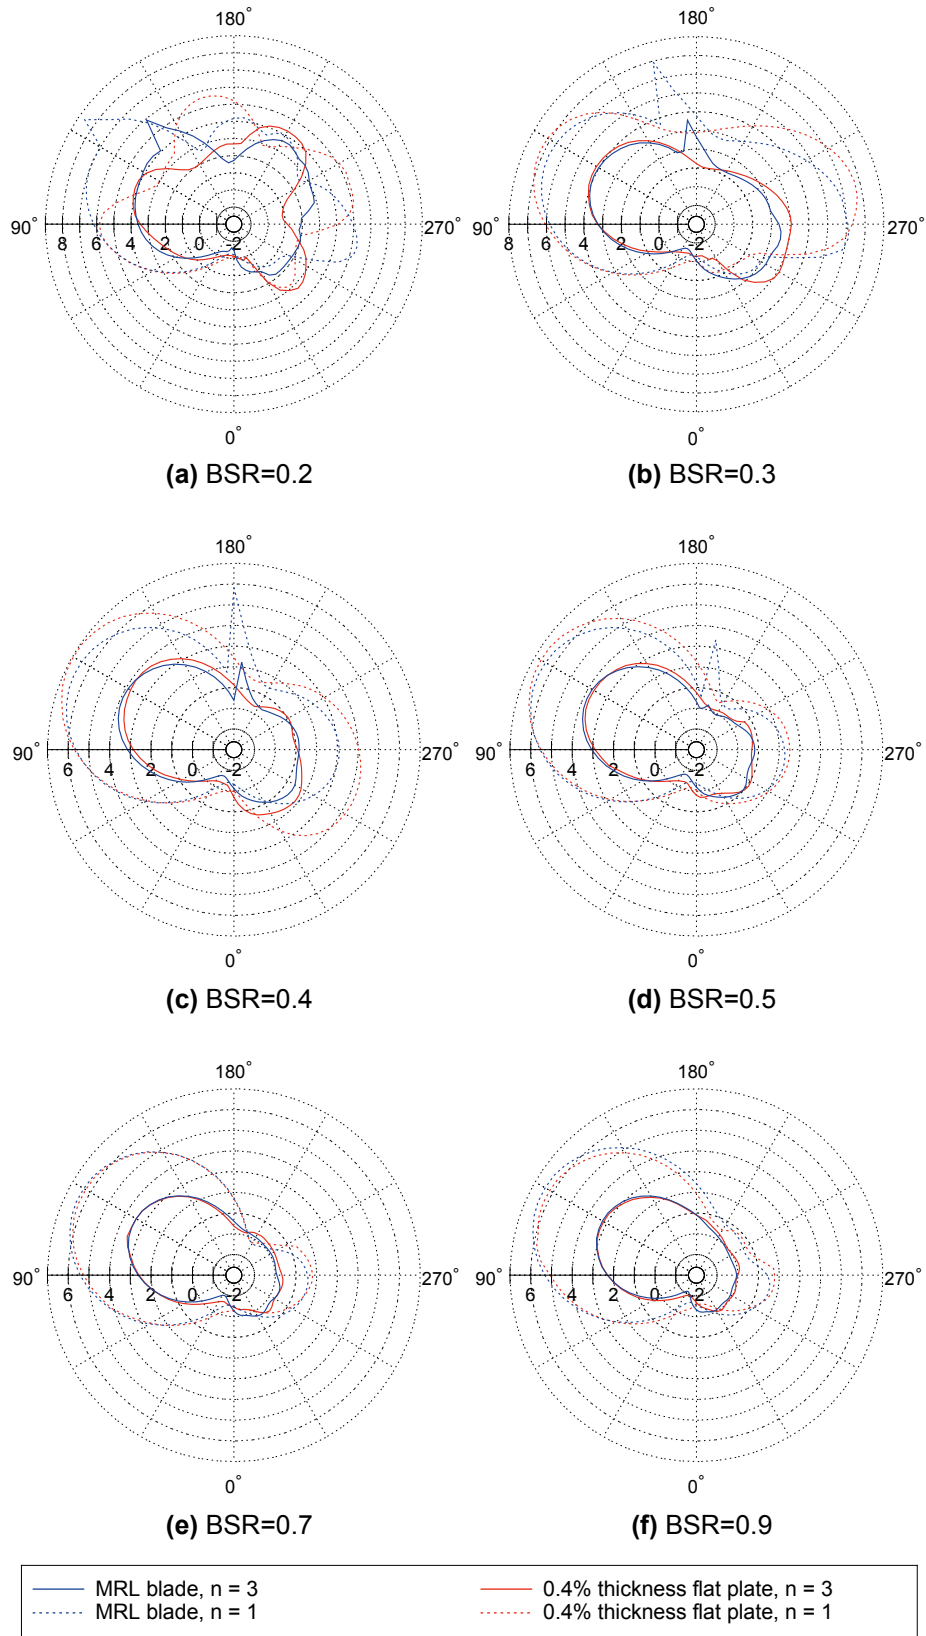 180°
180°
90°
8 6 4 2 0 -2
270°
90°
8 6 4 2 0 -2
270°
0°
0°
(a) BSR=0.2
(b) BSR=0.3
180°
180°
90°
6 4 2 0 -2
270°
90°
6 4 2 0 -2
270°
0°
0°
(c) BSR=0.4
(d) BSR=0.5
180°
180°
90°
6 4 2 0 -2
270°
90°
6 4 2 0 -2
270°
0°
0°
(e) BSR=0.7
(f) BSR=0.9
MRL blade, n = 3
MRL blade, n = 1
0.4% thickness flat plate, n = 3
0.4% thickness flat plate, n = 1